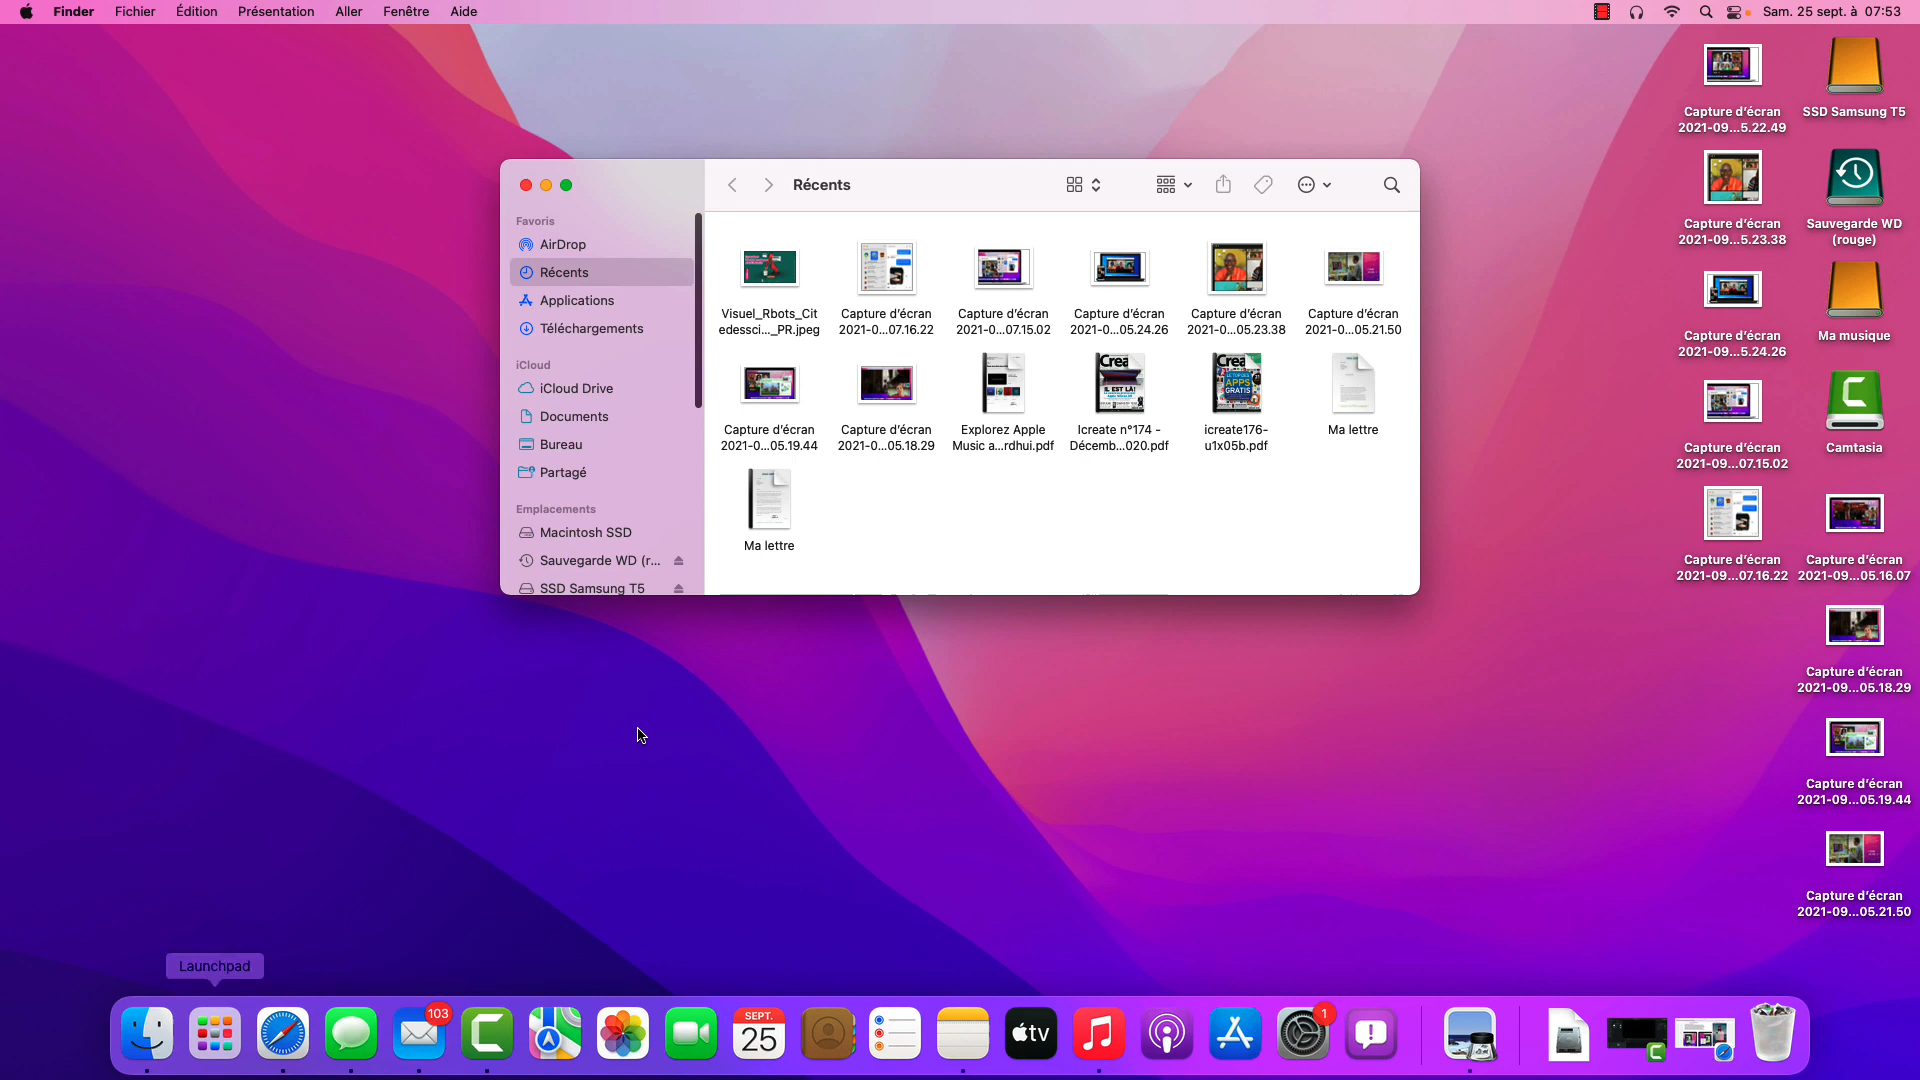 Finder Fichier Édition Présentation Aller Fenêtre Aide
Sam. 25 sept. à 07:53
Récents
Favoris
AirDrop
Récents
Applications
Téléchargements
iCloud
iCloud Drive
Documents
Bureau
Partagé
Emplacements
Macintosh SSD
Sauvegarde WD (r...
SSD Samsung T5
Visuel_Rbots_Cit
edessci..._PR.jpeg
Capture d'écran
2021-0...07.16.22
Capture d'écran
2021-0...07.15.02
Capture d'écran
2021-0...05.24.26
Capture d'écran
2021-0...05.23.38
Capture d'écran
2021-0...05.21.50
Capture d'écran
2021-0...05.19.44
Capture d'écran
2021-0...05.18.29
Explorez Apple
Music a...rdhui.pdf
Icreate n°174 -
Décemb...020.pdf
icreate176-
u1x05b.pdf
Ma lettre
Ma lettre
Capture d'écran
2021-09...5.22.49
SSD Samsung T5
Capture d'écran
2021-09...5.23.38
Sauvegarde WD
(rouge)
Capture d'écran
2021-09...5.24.26
Ma musique
Capture d'écran
2021-09...07.15.02
Camtasia
Capture d'écran
2021-09...07.16.22
Capture d'écran
2021-09...05.16.07
Capture d'écran
2021-09...05.18.29
Capture d'écran
2021-09...05.19.44
Capture d'écran
2021-09...05.21.50
Launchpad
103
SEPT.
25
tv
1